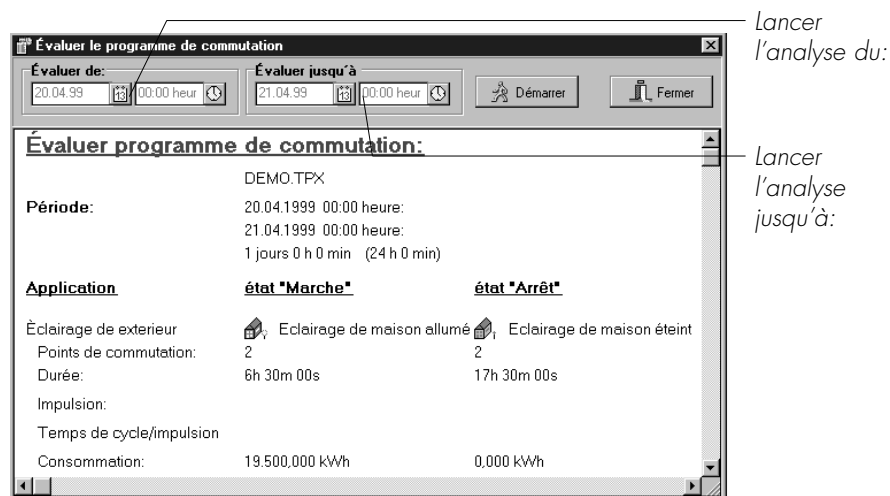 Évaluer le programme de commutation
Évaluer de:
20.04.99 13 00:00 heur
Évaluer jusqu´à
21.04.99 13 00:00 heur
Démarrer
Fermer
Lancer
l'analyse du:
Évaluer programme de commutation:
DEMO.TPX
Période:
20.04.1999 00:00 heure:
21.04.1999 00:00 heure:
1 jours 0 h 0 min (24 h 0 min)
Lancer
l'analyse
jusqu'à:
Application état "Marche" état "Arrêt"
Èclairage de exterieur Eclairage de maison allumé Eclairage de maison éteint
Points de commutation: 2 2
Durée: 6h 30m 00s 17h 30m 00s
Impulsion:
Temps de cycle/impulsion
Consommation: 19.500,000 kWh 0,000 kWh